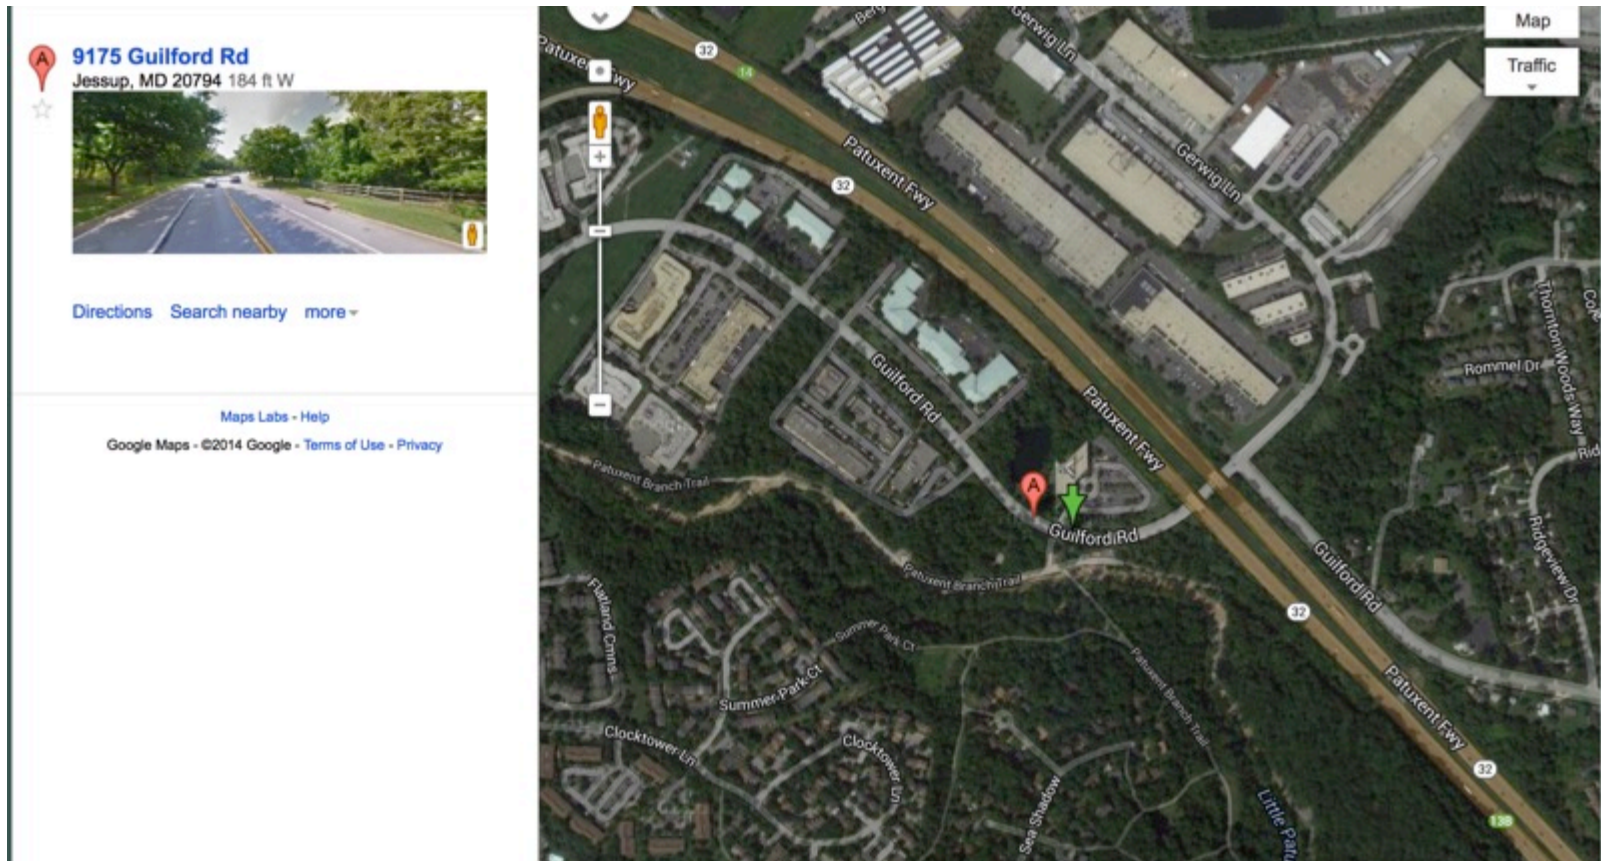 A
9175 Guilford Rd
Jessup, MD 20794 184 ft W
Directions Search nearby more
Maps Labs - Help
Google Maps - ©2014 Google - Terms of Use - Privacy
Map
Traffic
32
14
Gerwig Ln
Patuxent Fwy
32
Patuxent Fwy
Gerwig Ln
Guilford Rd
Rommel Dr
Thornton Woods Way
Patuxent Fwy
Patuxent Branch Trail
A
Guilford Rd
Guilford Rd
Ridgeview Dr
Patuxent Branch Trail
Flatland Cmns
32
Summer Park Ct
Patuxent Branch Trail
Summer Park Ct
Patuxent Fwy
Clocktower Ln
Clocktower Ln
32
Sea Shadow
Little
13B